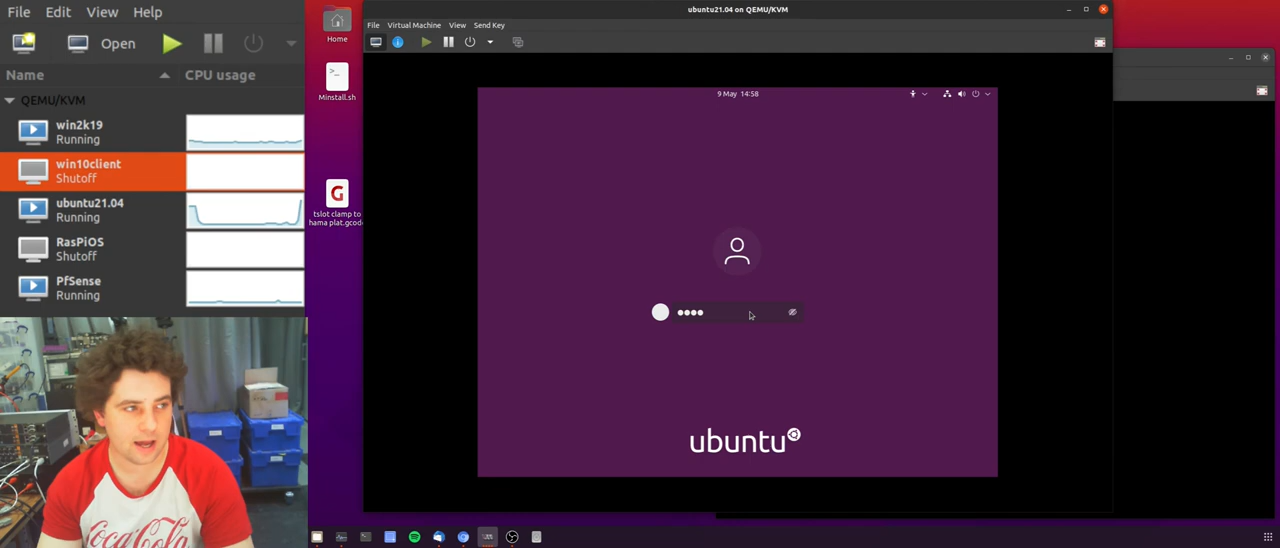 File Edit View Help
Open
Name CPU usage
QEMU/KVM
win2k19
Running
win10client
Shutoff
ubuntu21.04
Running
RasPiOS
Shutoff
PfSense
Running
Home
Minstall.sh
G
tslot clamp to
hama plat.gcode
ubuntu21.04 on QEMU/KVM
File Virtual Machine View Send Key
9 May 14:58
ubuntu
Coca-Cola